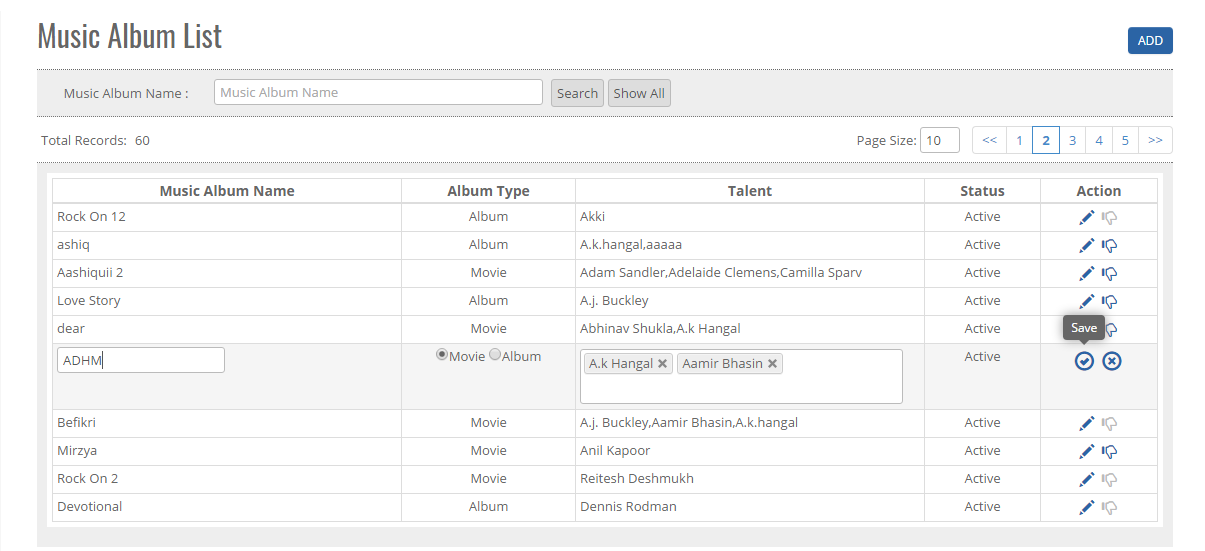 Music Album List
ADD
Music Album Name : Music Album Name Search Show All
Total Records: 60 Page Size: 10 << 1 2 3 4 5 >>
Music Album Name Album Type Talent Status Action
Rock On 12 Album Akki Active
ashiq Album A.k.hangal,aaaaa Active
Aashiquii 2 Movie Adam Sandler,Adelaide Clemens,Camilla Sparv Active
Love Story Album A.j. Buckley Active
dear Movie Abhinav Shukla,A.k Hangal Active
Save
ADHM Movie Album A.k Hangal Aamir Bhasin Active
Befikri Movie A.j. Buckley,Aamir Bhasin,A.k.hangal Active
Mirzya Movie Anil Kapoor Active
Rock On 2 Movie Reitesh Deshmukh Active
Devotional Album Dennis Rodman Active